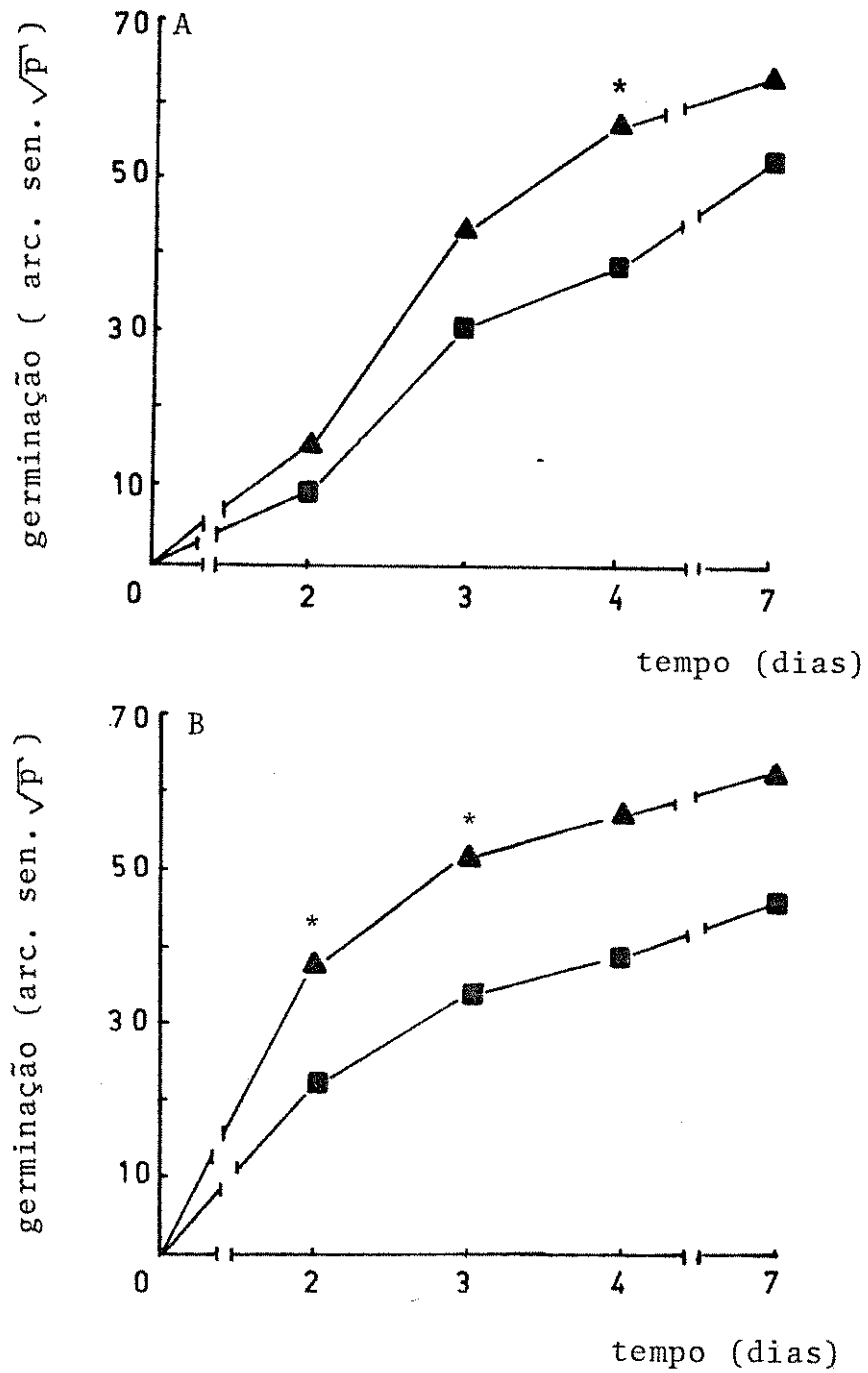 70 A
*
50
30
10
0 2 3 4 7
germinação ( arc. sen. √p )
tempo (dias)
70 B
*
*
50
30
10
0 2 3 4 7
germinação (arc. sen. √p )
tempo (dias)